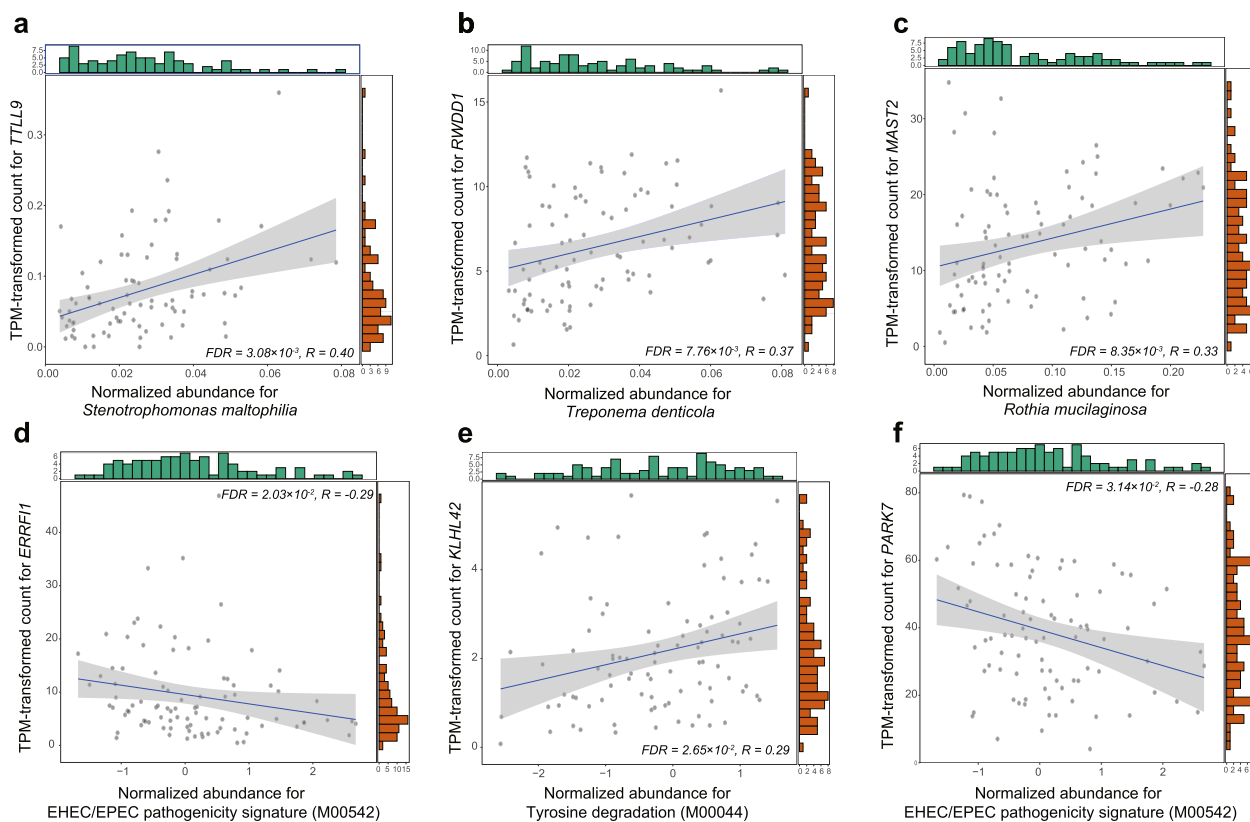 a
7.5
5.0
2.5
0.0
TPM-transformed count for TTLL9
0.3
0.2
0.1
0.0
FDR = 3.08×10-3, R = 0.40
0 3 6 9
0.00 0.02 0.04 0.06 0.08
Normalized abundance for
Stenotrophomonas maltophilia
b
10.0
7.5
5.0
2.5
0.0
TPM-transformed count for RWDD1
15
10
5
0
FDR = 7.76×10-3, R = 0.37
0 2 4 6 8
0.00 0.02 0.04 0.06 0.08
Normalized abundance for
Treponema denticola
c
7.5
5.0
2.5
0.0
TPM-transformed count for MAST2
30
20
10
0
FDR = 8.35×10-3, R = 0.33
0 2 4 6
0.00 0.05 0.10 0.15 0.20
Normalized abundance for
Rothia mucilaginosa
d
6
4
2
0
TPM-transformed count for ERRFI1
40
30
20
10
0
FDR = 2.03×10-2, R = -0.29
0 5 10 15
−1 0 1 2
Normalized abundance for
EHEC/EPEC pathogenicity signature (M00542)
e
7.5
5.0
2.5
0.0
TPM-transformed count for KLHL42
4
2
0
FDR = 2.65×10-2, R = 0.29
0 2 4 6 8
−2 −1 0 1
Normalized abundance for
Tyrosine degradation (M00044)
f
6
4
2
0
TPM-transformed count for PARK7
80
60
40
20
0
FDR = 3.14×10-2, R = -0.28
0 2 4 6
−1 0 1 2
Normalized abundance for
EHEC/EPEC pathogenicity signature (M00542)